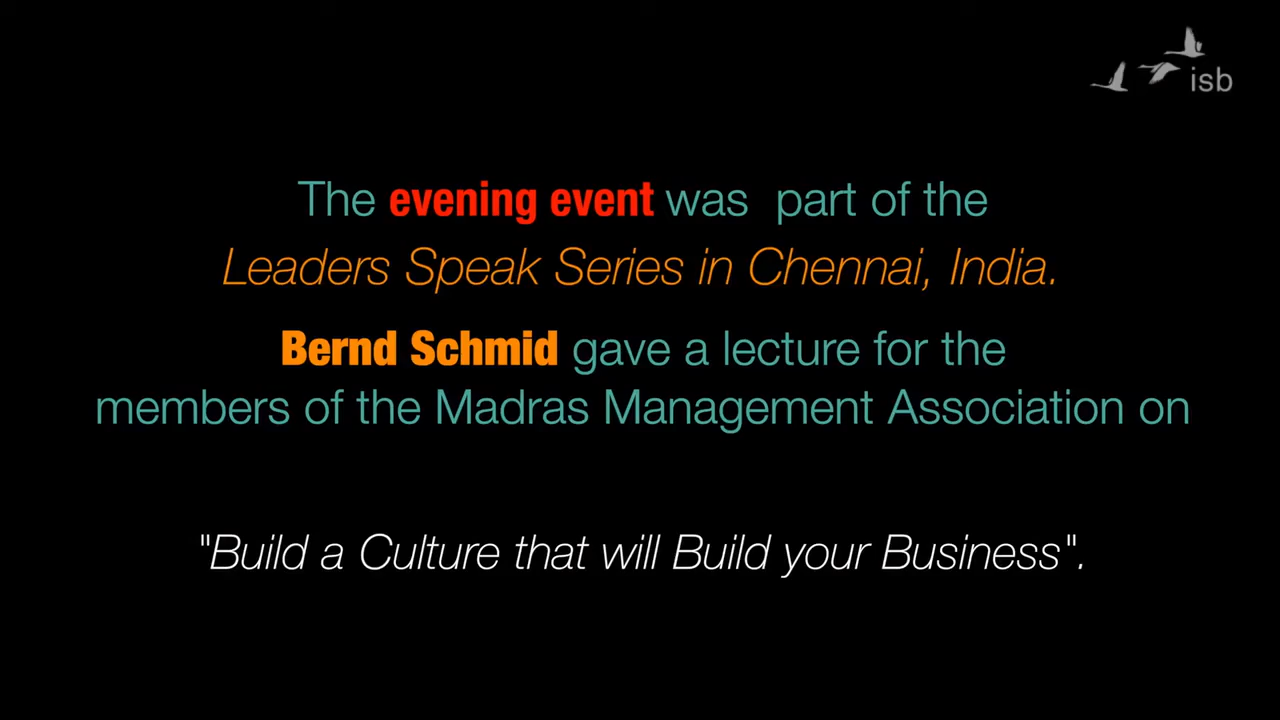 isb
The evening event was part of the
Leaders Speak Series in Chennai, India.
Bernd Schmid gave a lecture for the
members of the Madras Management Association on
"Build a Culture that will Build your Business".